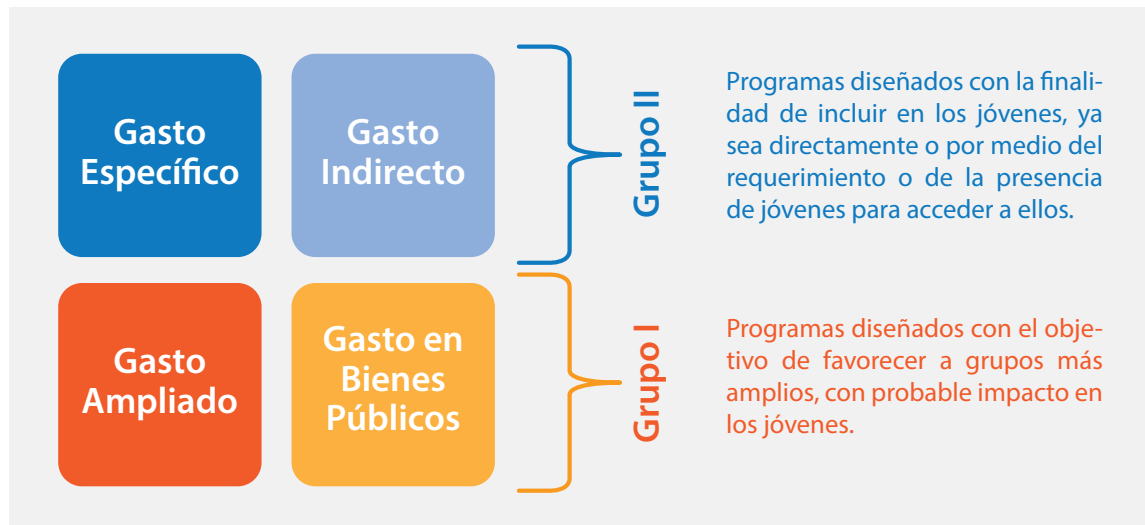 Gasto
Específico
Gasto
Indirecto
Grupo II
Programas diseñados con la finali-
dad de incluir en los jóvenes, ya
sea directamente o por medio del
requerimiento o de la presencia
de jóvenes para acceder a ellos.
Gasto
Ampliado
Gasto en
Bienes
Públicos
Grupo I
Programas diseñados con el obje-
tivo de favorecer a grupos más
amplios, con probable impacto en
los jóvenes.